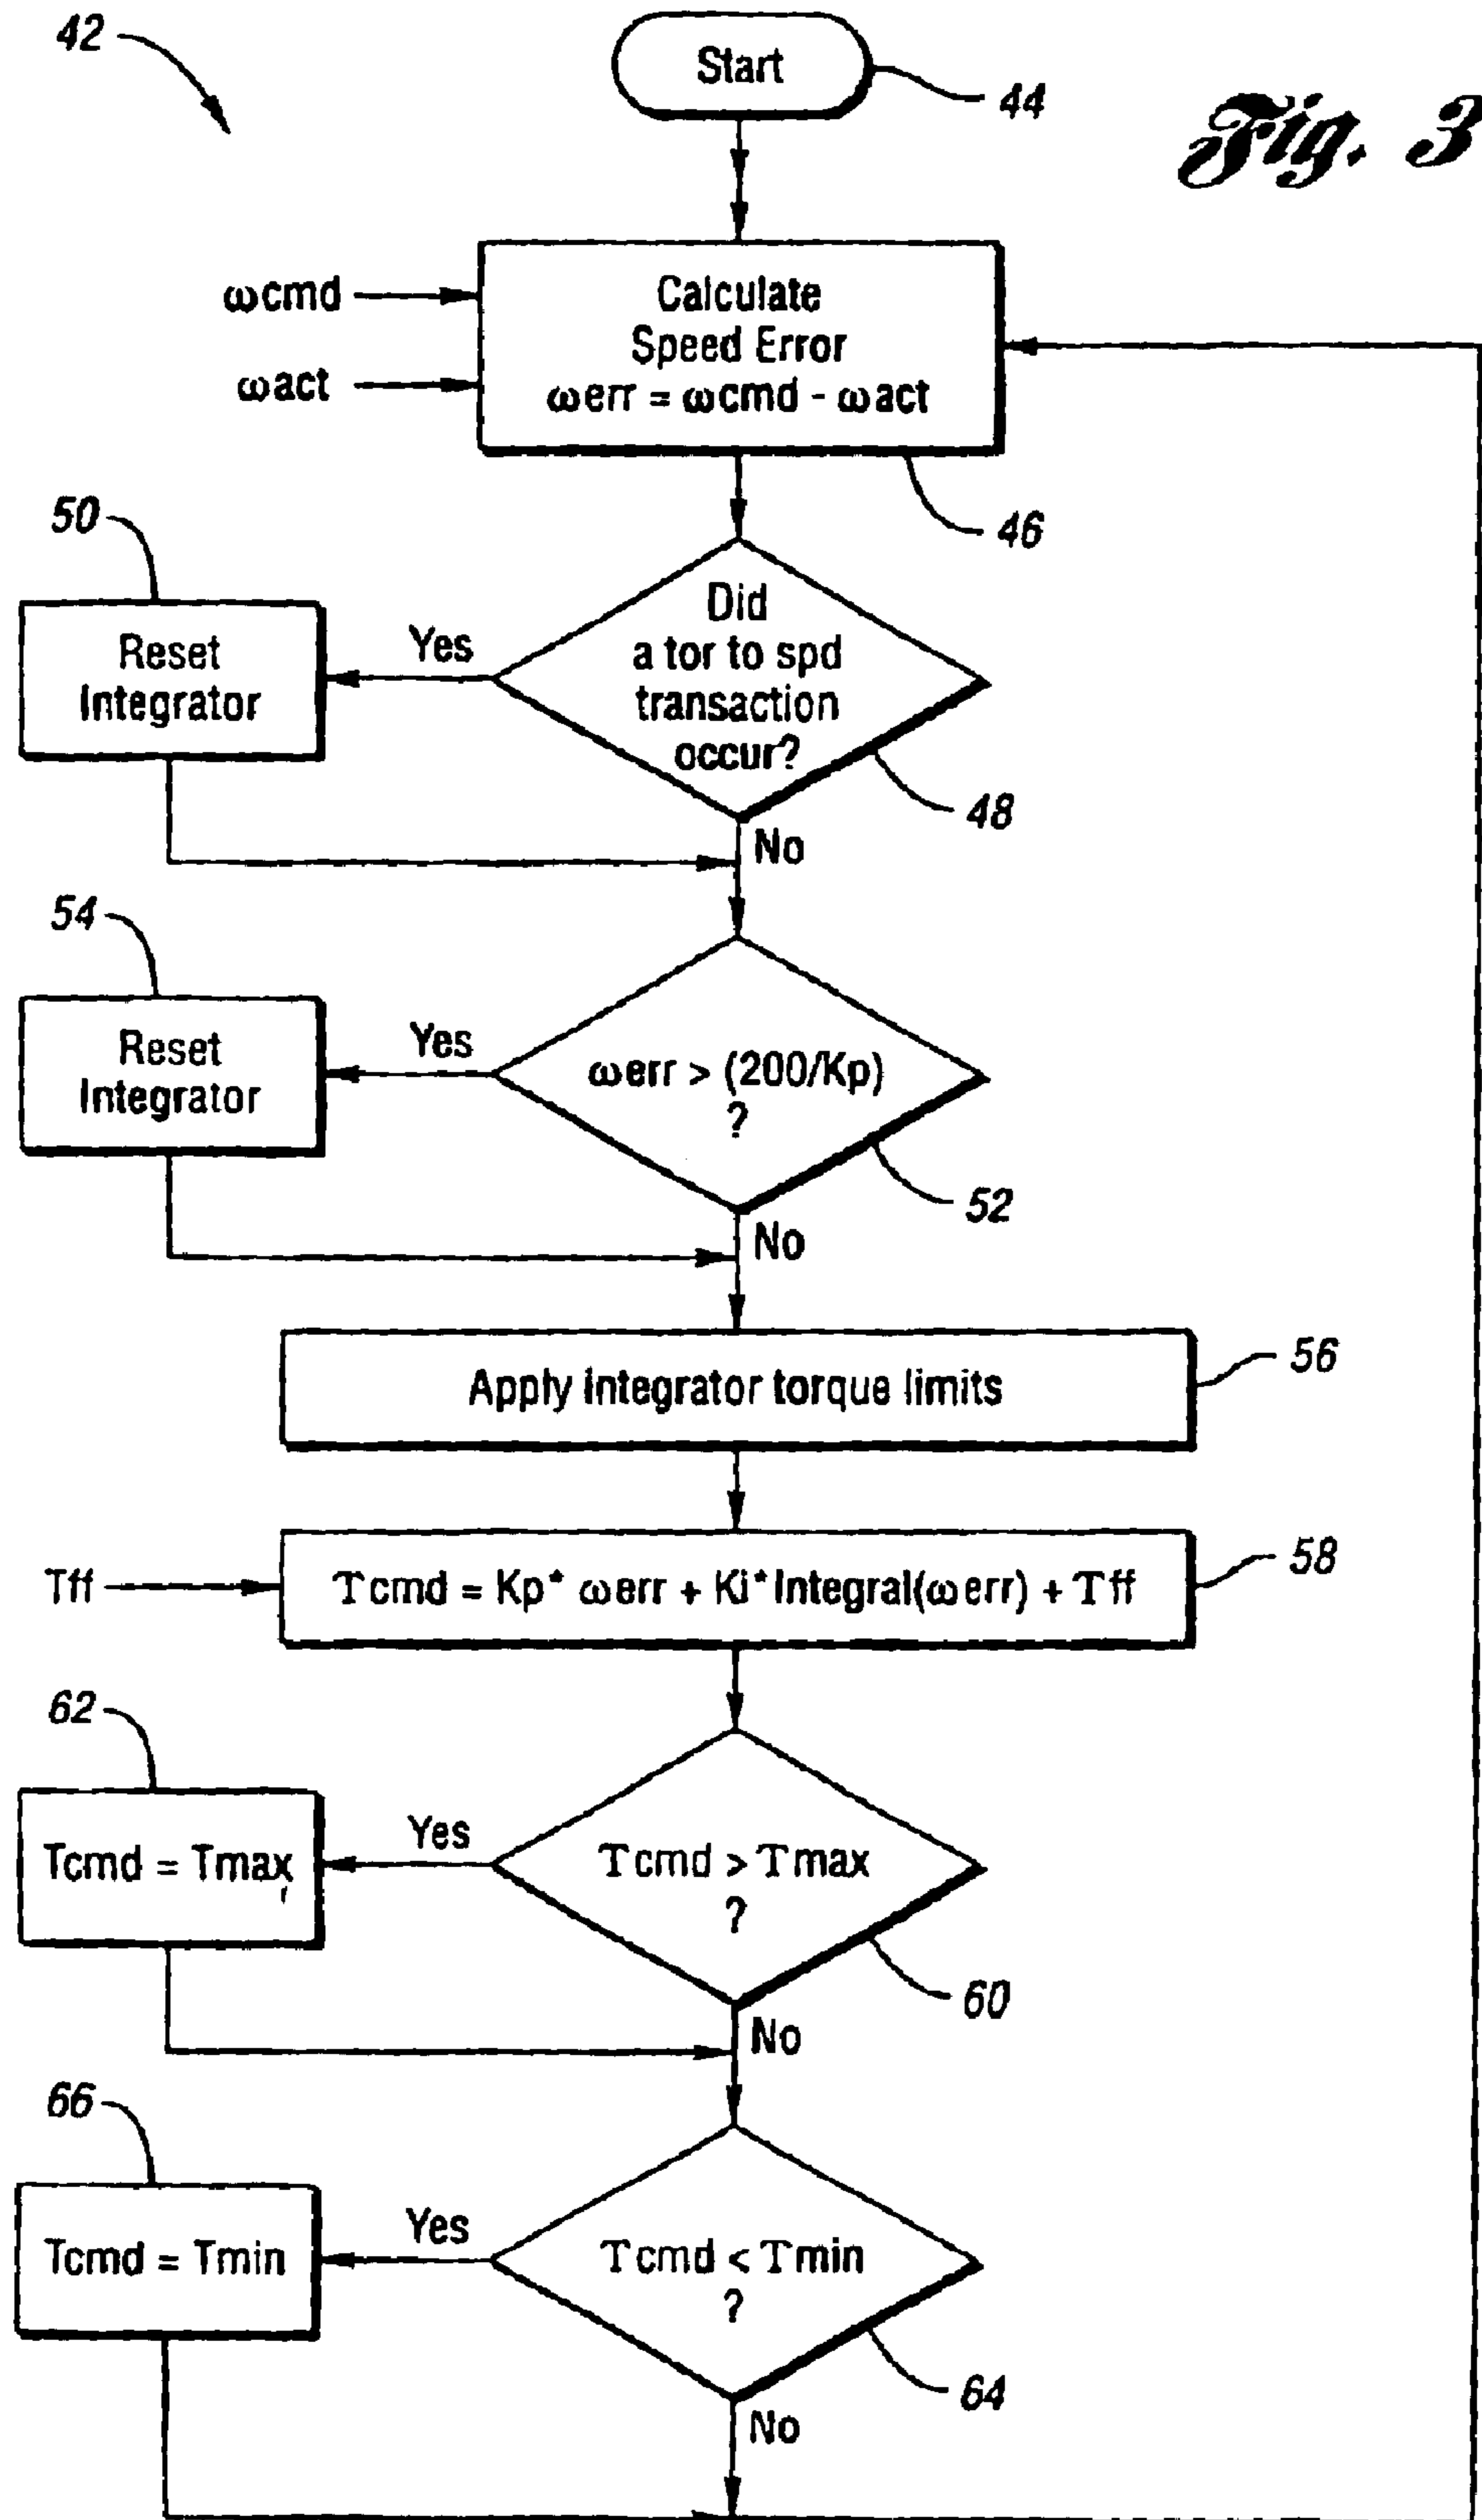 42
Start
44
Fig. 3
ωcmd
ωact
Calculate
Speed Error
ωerr = ωcmd - ωact
46
50
Reset
Integrator
Yes
Did
a tor to spd
transaction
occur?
48
No
54
Reset
Integrator
Yes
ωerr > (200/Kp)
?
52
No
Apply Integrator torque limits
56
Tff
Tcmd = Kp* ωerr + Ki*Integral(ωerr) + Tff
58
62
Tcmd = Tmax
Yes
Tcmd > Tmax
?
60
No
66
Tcmd = Tmin
Yes
Tcmd < Tmin
?
64
No